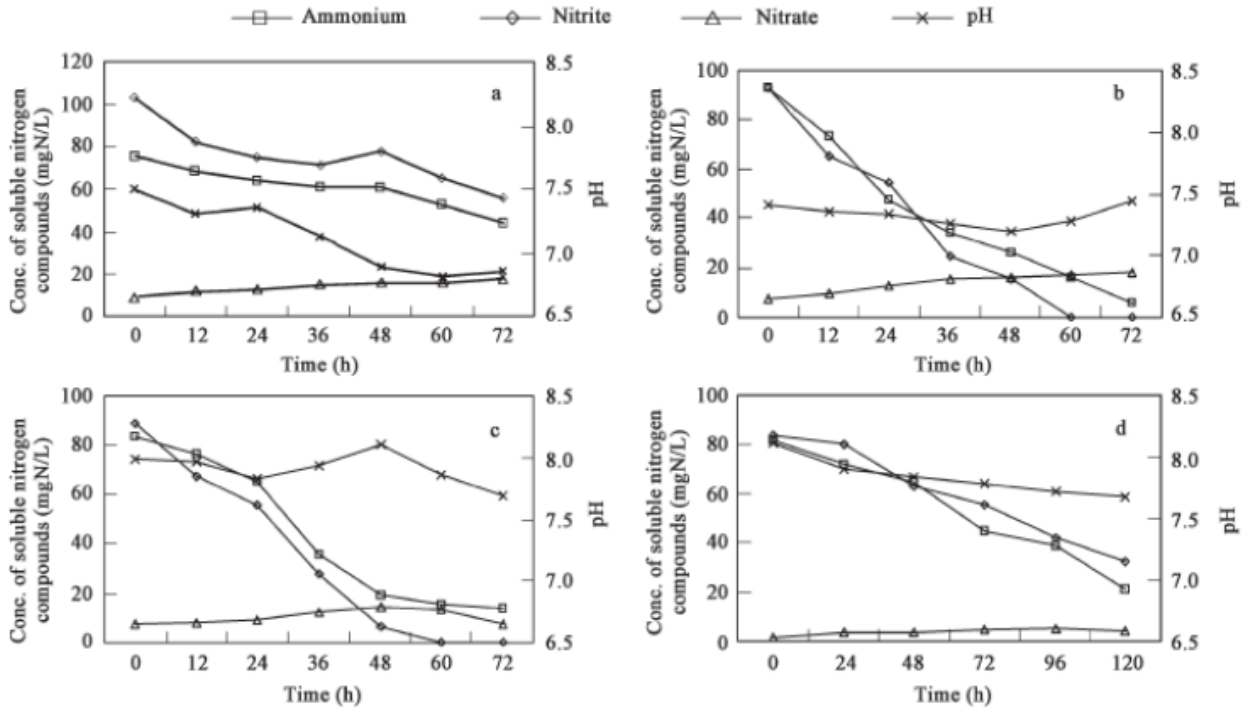 Ammonium Nitrite Nitrate pH
a
120
100
80
60
40
20
0
Conc. of soluble nitrogen
compounds (mgN/L)
8.5
8.0
7.5
7.0
6.5
pH
0 12 24 36 48 60 72
Time (h)
b
100
80
60
40
20
0
Conc. of soluble nitrogen
compounds (mgN/L)
8.5
8.0
7.5
7.0
6.5
pH
0 12 24 36 48 60 72
Time (h)
c
100
80
60
40
20
0
Conc. of soluble nitrogen
compounds (mgN/L)
8.5
8.0
7.5
7.0
6.5
pH
0 12 24 36 48 60 72
Time (h)
d
100
80
60
40
20
0
Conc. of soluble nitrogen
compounds (mgN/L)
8.5
8.0
7.5
7.0
6.5
pH
0 24 48 72 96 120
Time (h)